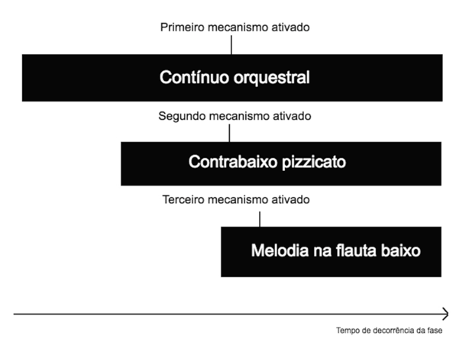 Primeiro mecanismo ativado
Contínuo orquestral
Segundo mecanismo ativado
Contrabaixo pizzicato
Terceiro mecanismo ativado
Melodia na flauta baixo
Tempo de decorrência da fase